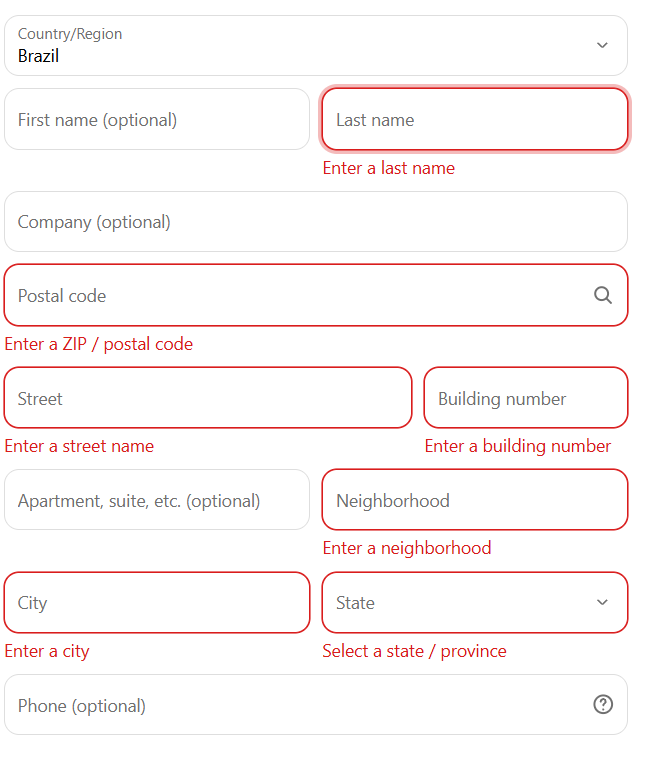 Country/Region
Brazil
First name (optional)
Last name
Enter a last name
Company (optional)
Postal code
Enter a ZIP / postal code
Street
Building number
Enter a street name
Enter a building number
Apartment, suite, etc. (optional)
Neighborhood
Enter a neighborhood
City
State
Enter a city
Select a state / province
Phone (optional)